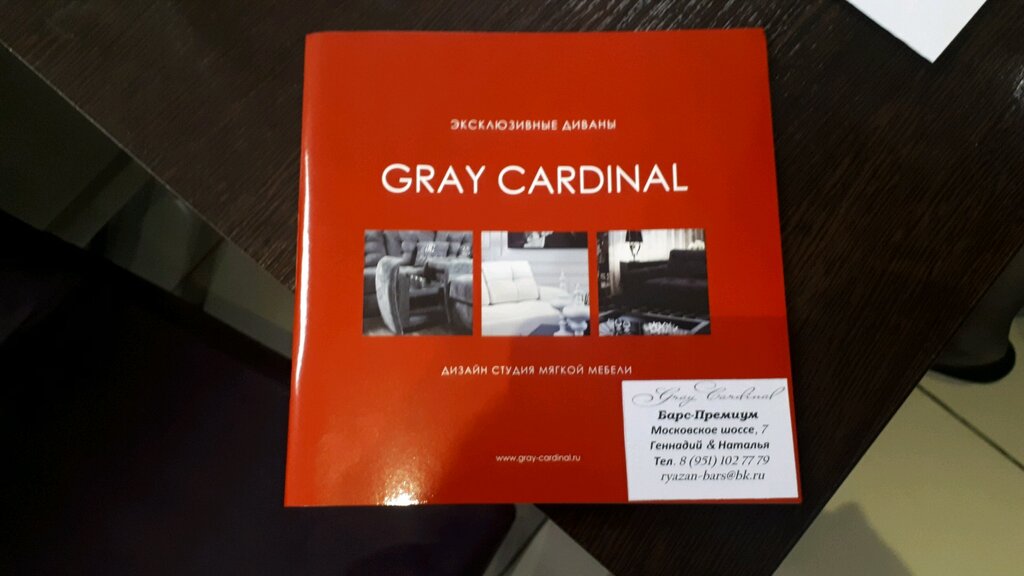 ЭКСКЛЮЗИВНЫЕ ДИВАНЫ
GRAY CARDINAL
ДИЗАЙН СТУДИЯ МЯГКОЙ МЕБЕЛИ
www.gray-cardinal.ru
Gray Cardinal
Барс-Премиум
Московское шоссе, 7
Геннадий & Наталья
Тел. 8 (951) 102 77 79
ryazan-bars@bk.ru